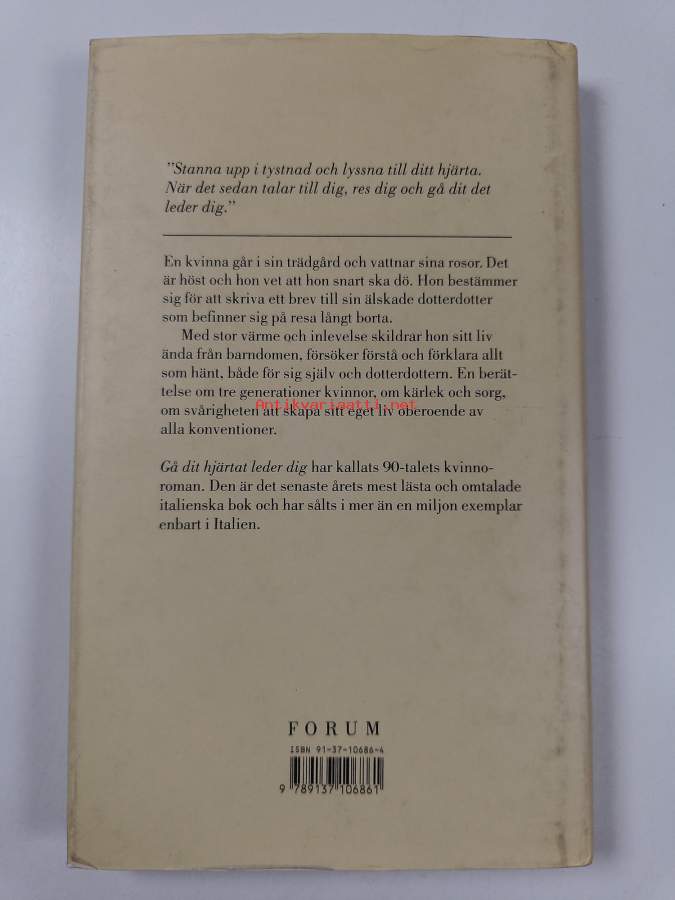 "Stanna upp i tystnad och lyssna till ditt hjärta.
När det sedan talar till dig, res dig och gå dit det
leder dig."
En kvinna går i sin trädgård och vattnar sina rosor. Det
är höst och hon vet att hon snart ska dö. Hon bestämmer
sig för att skriva ett brev till sin älskade dotterdotter
som befinner sig på resa långt borta.
Med stor värme och inlevelse skildrar hon sitt liv
ända från barndomen, försöker förstå och förklara allt
som hänt, både för sig själv och dotterdottern. En berät-
telse om tre generationer kvinnor, om kärlek och sorg,
Antikvariaatti.net
om svårigheten att skapa sitt eget liv oberoende av
alla konventioner.
Gå dit hjärtat leder dig har kallats 90-talets kvinno-
roman. Den är det senaste årets mest lästa och omtalade
italienska bok och har sålts i mer än en miljon exemplar
enbart i Italien.
FORUM
ISBN 91-37-10686-4
9 789137 106861